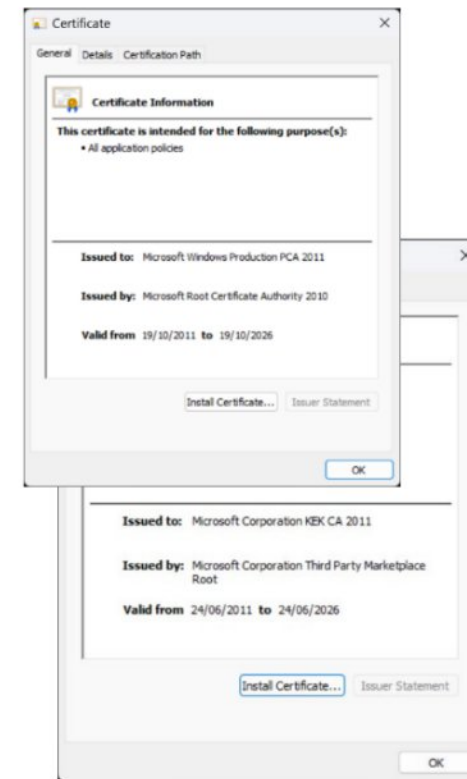 Certificate
General Details Certification Path
Certificate Information
This certificate is intended for the following purpose(s):
• All application policies
Issued to: Microsoft Windows Production PCA 2011
Issued by: Microsoft Root Certificate Authority 2010
Valid from 19/10/2011 to 19/10/2026
Install Certificate... Issuer Statement
OK
Issued to: Microsoft Corporation KEK CA 2011
Issued by: Microsoft Corporation Third Party Marketplace
Root
Valid from 24/06/2011 to 24/06/2026
Install Certificate... Issuer Statement
OK